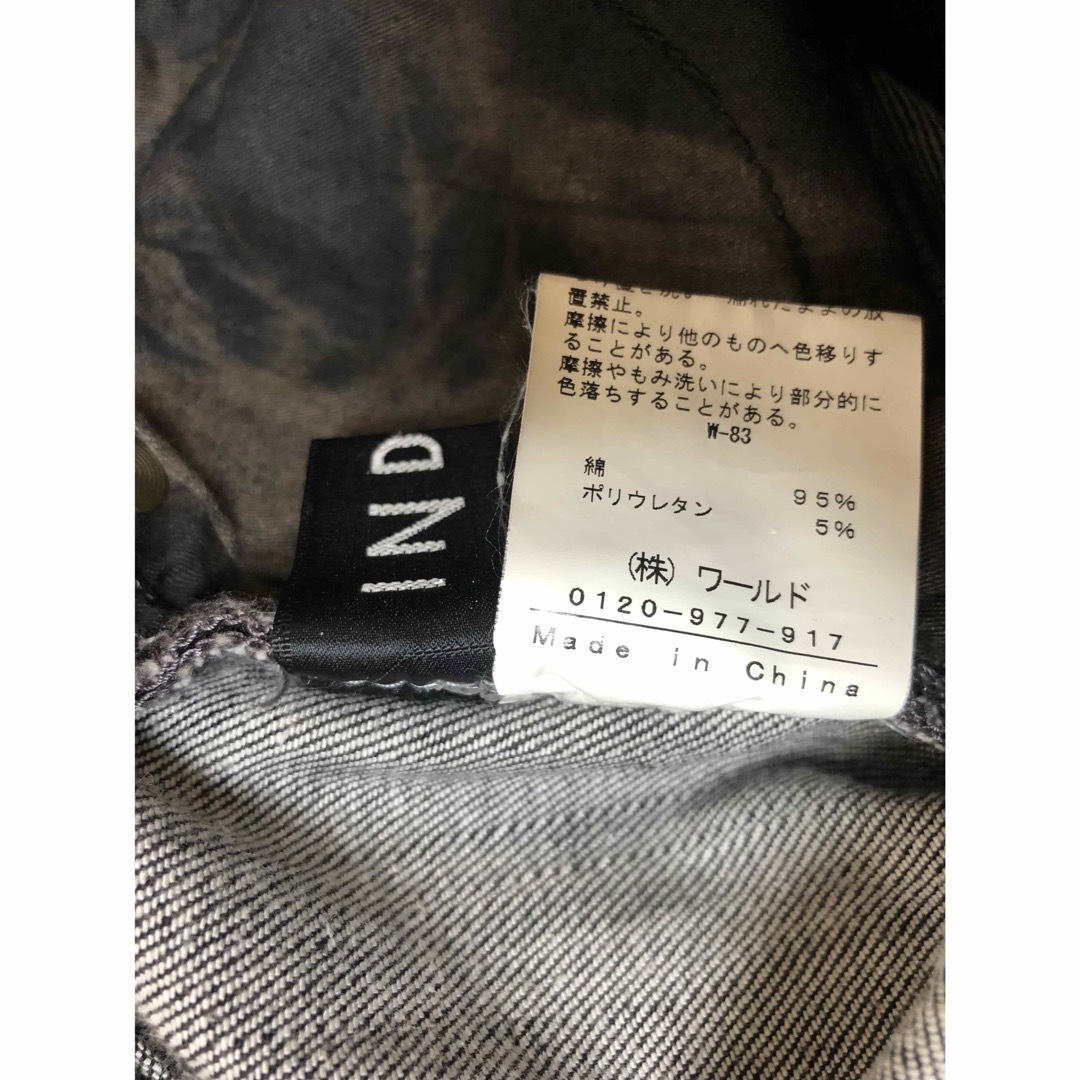 置禁止。
摩擦により他のものへ色移りす
ることがある。
摩擦やもみ洗いにより部分的に
色落ちすることがある。
W-83
綿 95%
ポリウレタン 5%
(株) ワールド
0120-977-917
Made in China
IND